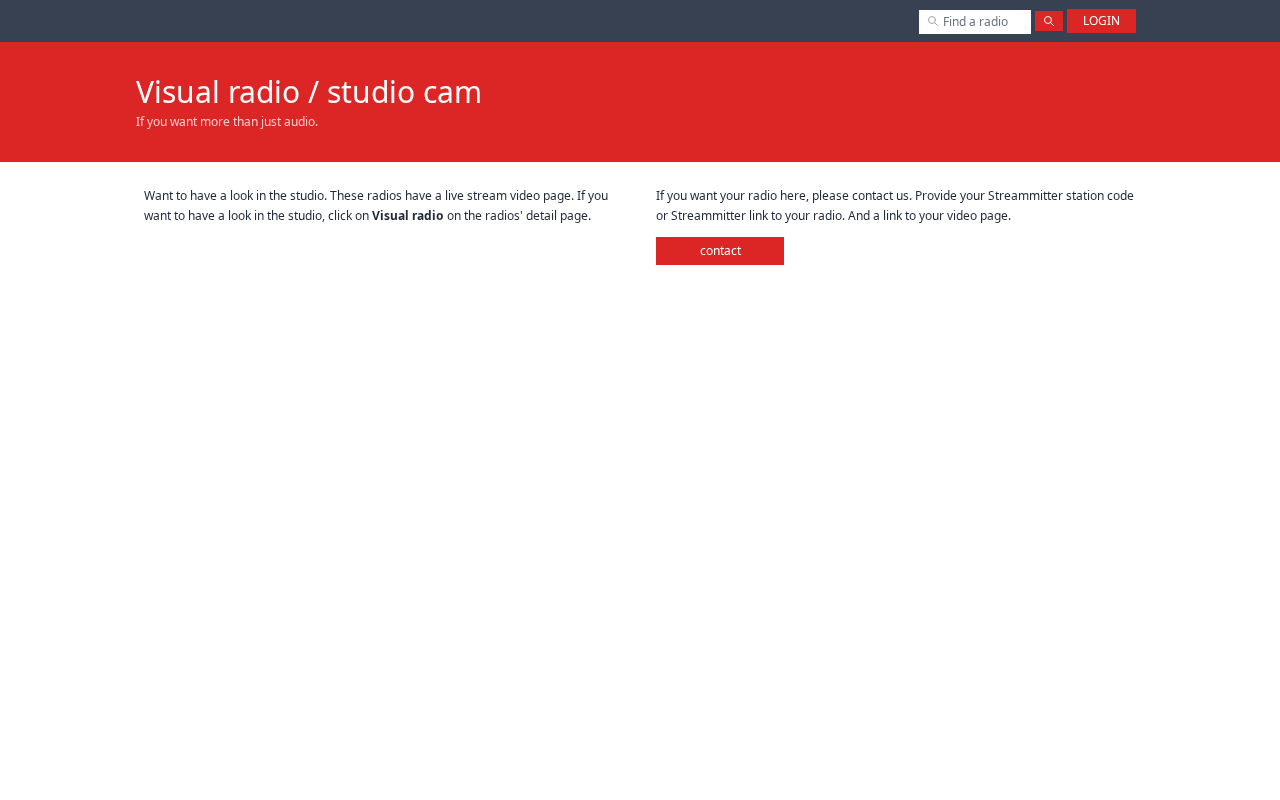 Find a radio
LOGIN
Visual radio / studio cam
If you want more than just audio.
Want to have a look in the studio. These radios have a live stream video page. If you
want to have a look in the studio, click on Visual radio on the radios' detail page.
If you want your radio here, please contact us. Provide your Streammitter station code
or Streammitter link to your radio. And a link to your video page.
contact